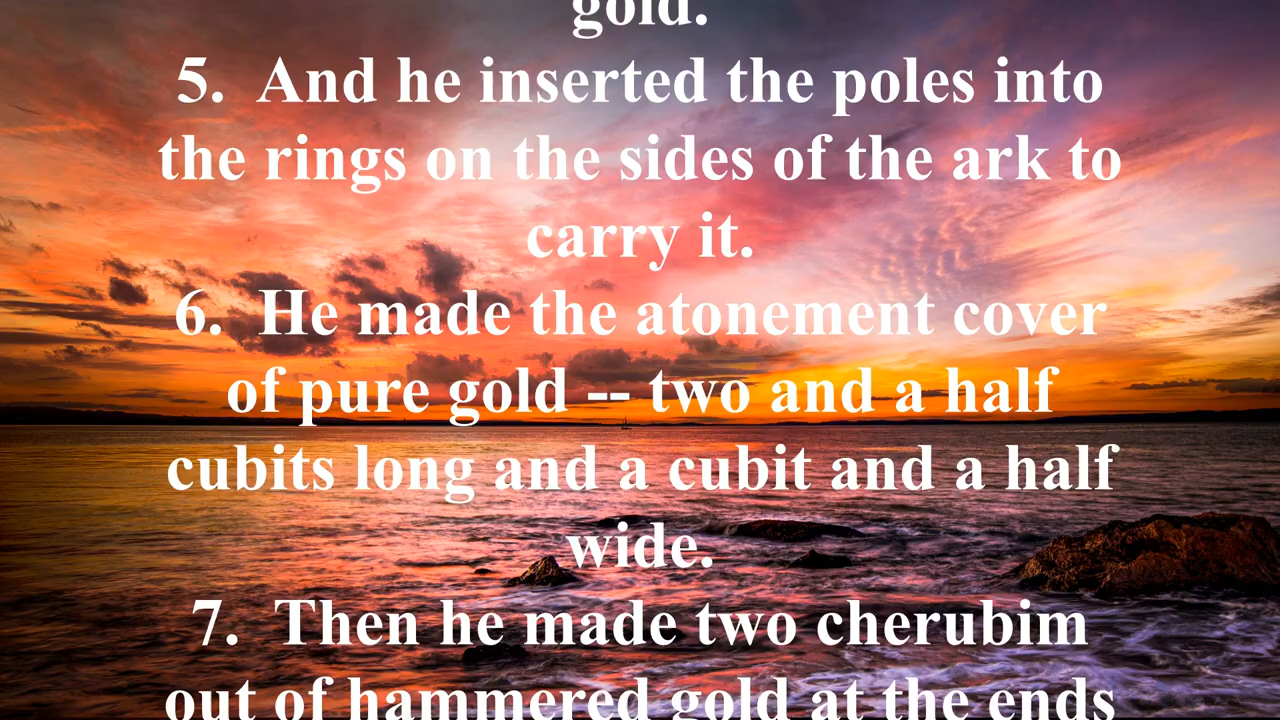 gold.
5. And he inserted the poles into
the rings on the sides of the ark to
carry it.
6. He made the atonement cover
of pure gold -- two and a half
cubits long and a cubit and a half
wide.
7. Then he made two cherubim
out of hammered gold at the ends